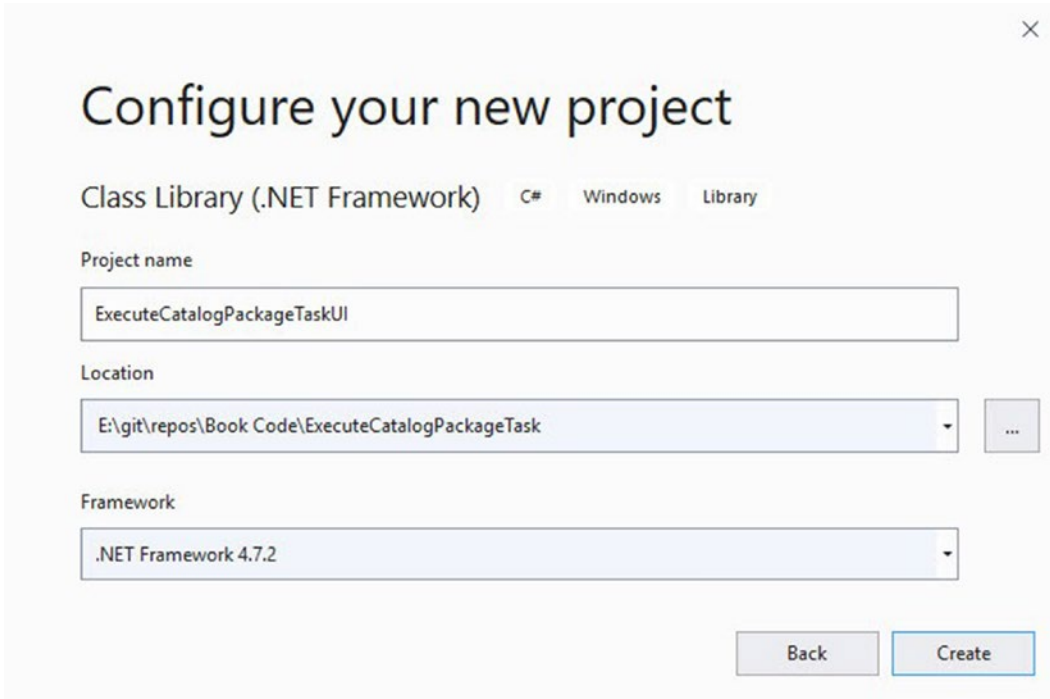 Configure your new project
Class Library (.NET Framework) C# Windows Library
Project name
ExecuteCatalogPackageTaskUI
Location
E:\git\repos\Book Code\ExecuteCatalogPackageTask
...
Framework
.NET Framework 4.7.2
Back Create